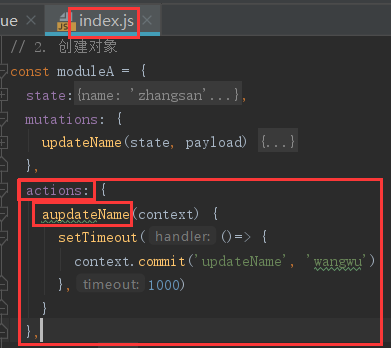 ue × JS index.js ×
// 2. 创建对象
const moduleA = {
state:{name: 'zhangsan'...},
mutations: {
updateName(state, payload) {...}
},
actions: {
aupdateName(context) {
setTimeout( handler: ()=> {
context.commit('updateName', 'wangwu')
}, timeout: 1000)
}
},